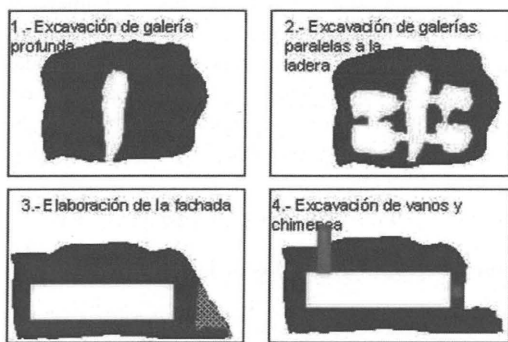 1.- Excavación de galería
profunda
2.- Excavación de galerías
paralelas a la
ladera
3.- Elaboración de la fachada
4.- Excavación de vanos y
chimenea